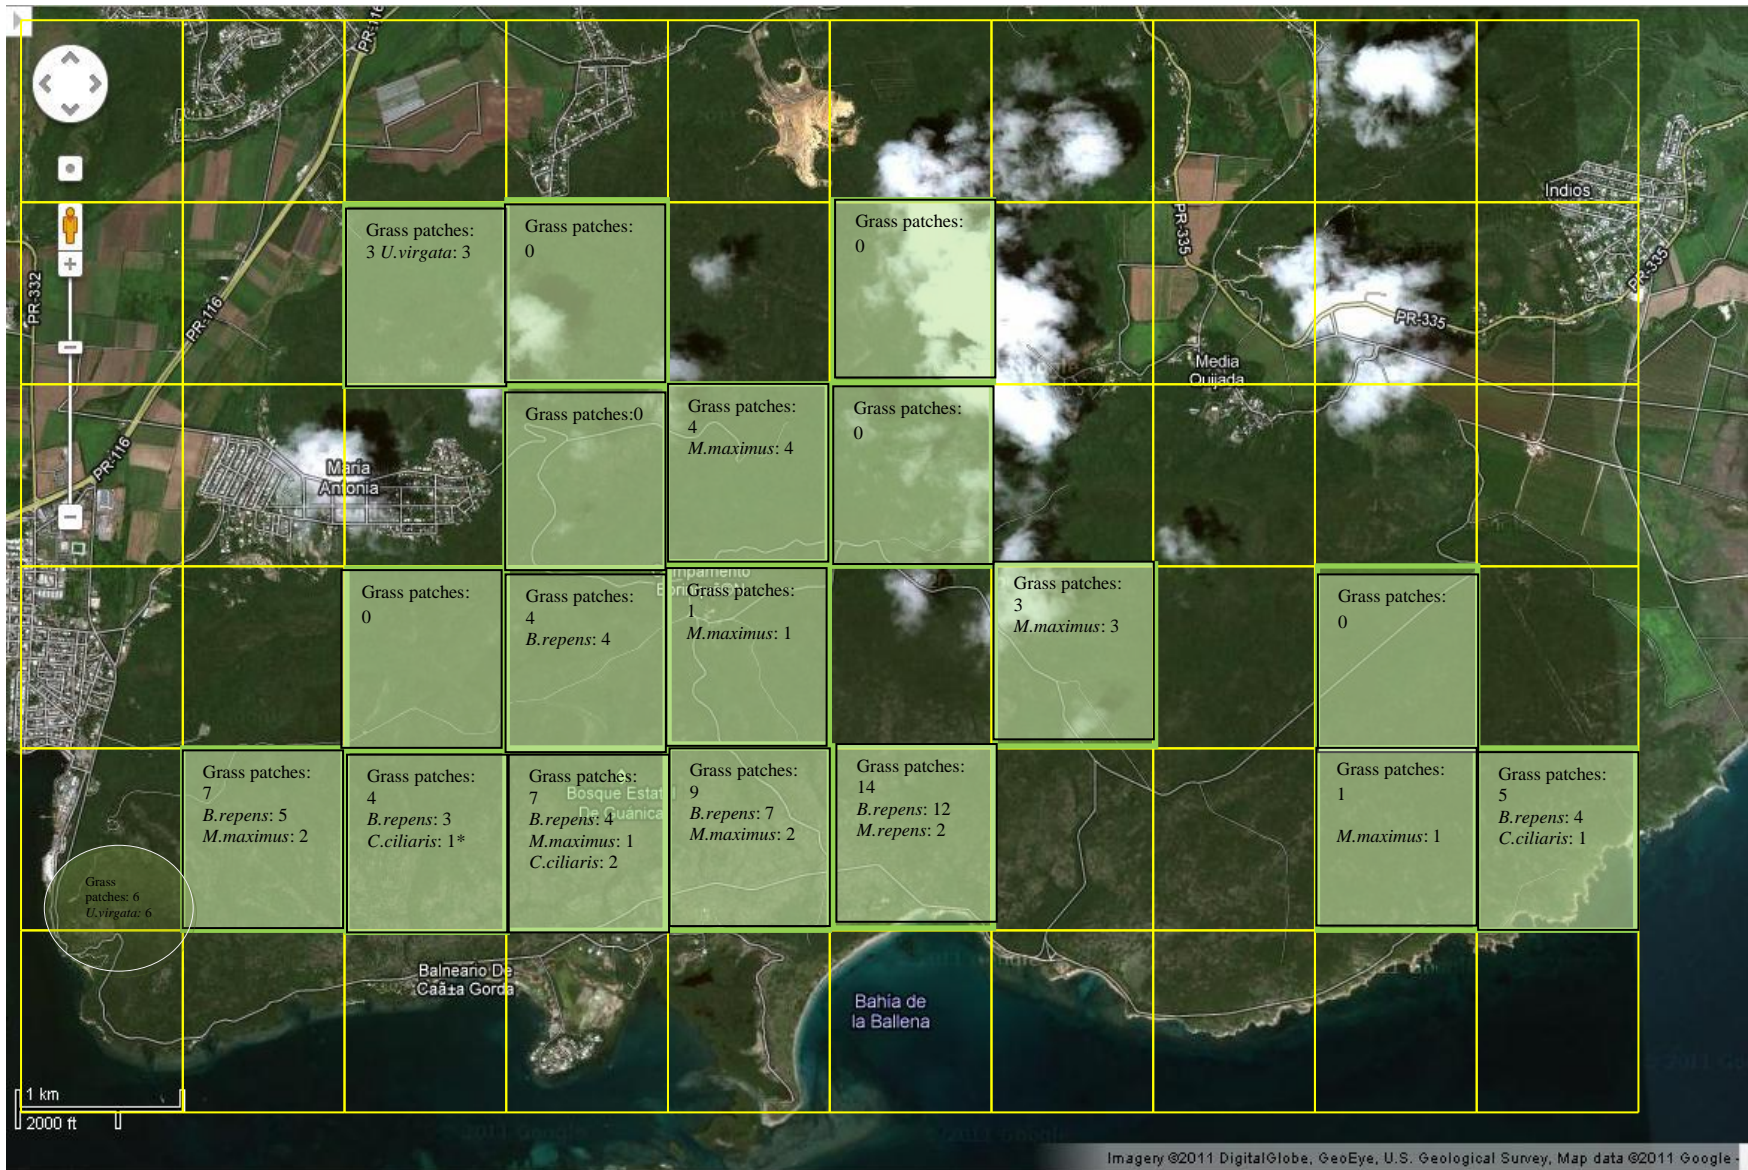 PR-116
Indios
PR-335
Grass patches:
3 U.virgata: 3
Grass patches:
0
Grass patches:
0
PR-332
PR-116
PR-335
PR-335
Media
Quijada
Grass patches:0
Grass patches:
4
M.maximus: 4
Grass patches:
0
PR-116
María
Antonia
Grass patches:
0
Grass patches:
4
B.repens: 4
Grass patches:
1
M.maximus: 1
Grass patches:
3
M.maximus: 3
Grass patches:
0
Grass patches:
7
B.repens: 5
M.maximus: 2
Grass patches:
4
B.repens: 3
C.ciliaris: 1*
Grass patches:
7
B.repens: 4
M.maximus: 1
C.ciliaris: 2
Bosque Estatal
De Guánica
Grass patches:
9
B.repens: 7
M.maximus: 2
Grass patches:
14
B.repens: 12
M.repens: 2
Grass patches:
1
M.maximus: 1
Grass patches:
5
B.repens: 4
C.ciliaris: 1
Grass
patches: 6
U.virgata: 6
Balneario De
Caã±a Gorda
Bahía de
la Ballena
1 km
2000 ft
Imagery ©2011 DigitalGlobe, GeoEye, U.S. Geological Survey, Map data ©2011 Google -